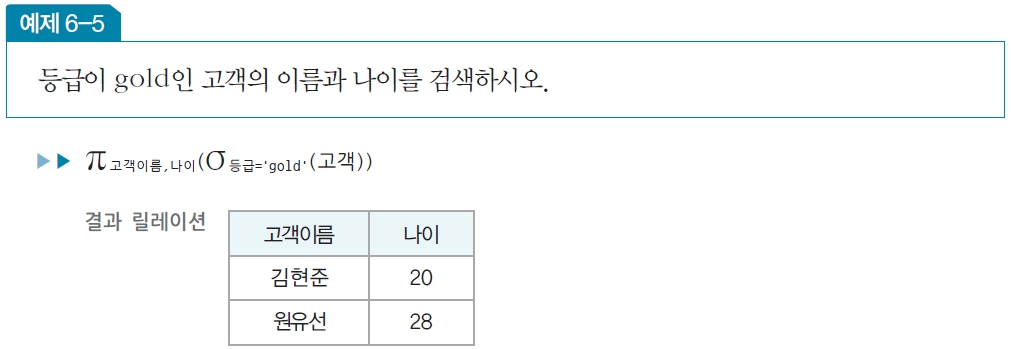 예제 6-5
등급이 gold인 고객의 이름과 나이를 검색하시오.
▶▶ π고객이름,나이(σ등급='gold'(고객))
결과 릴레이션
고객이름 나이
김현준 20
원유선 28